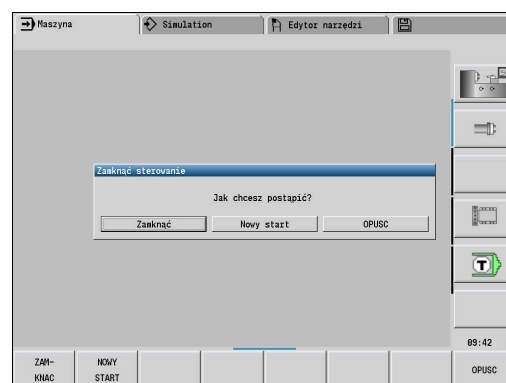 Maszyna
Simulation
Edytor narzędzi
Zamknąć sterowanie
Jak chcesz postąpić?
Zamknąć
Nowy start
OPUSC
T
09:42
ZAM-
KNAC
NOWY
START
OPUSC